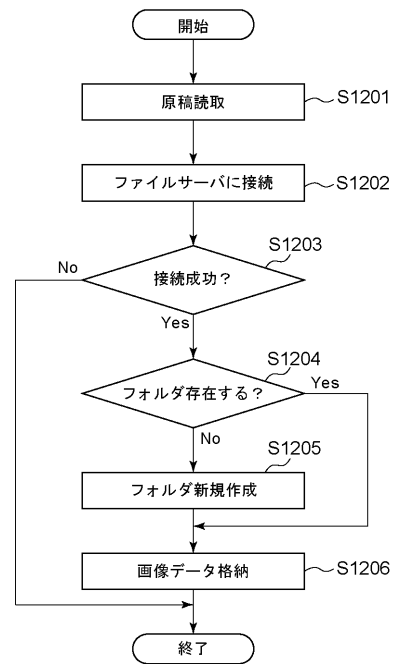 開始
原稿読取
S1201
ファイルサーバに接続
S1202
S1203
接続成功？
No
Yes
S1204
フォルダ存在する？
Yes
No
S1205
フォルダ新規作成
画像データ格納
S1206
終了